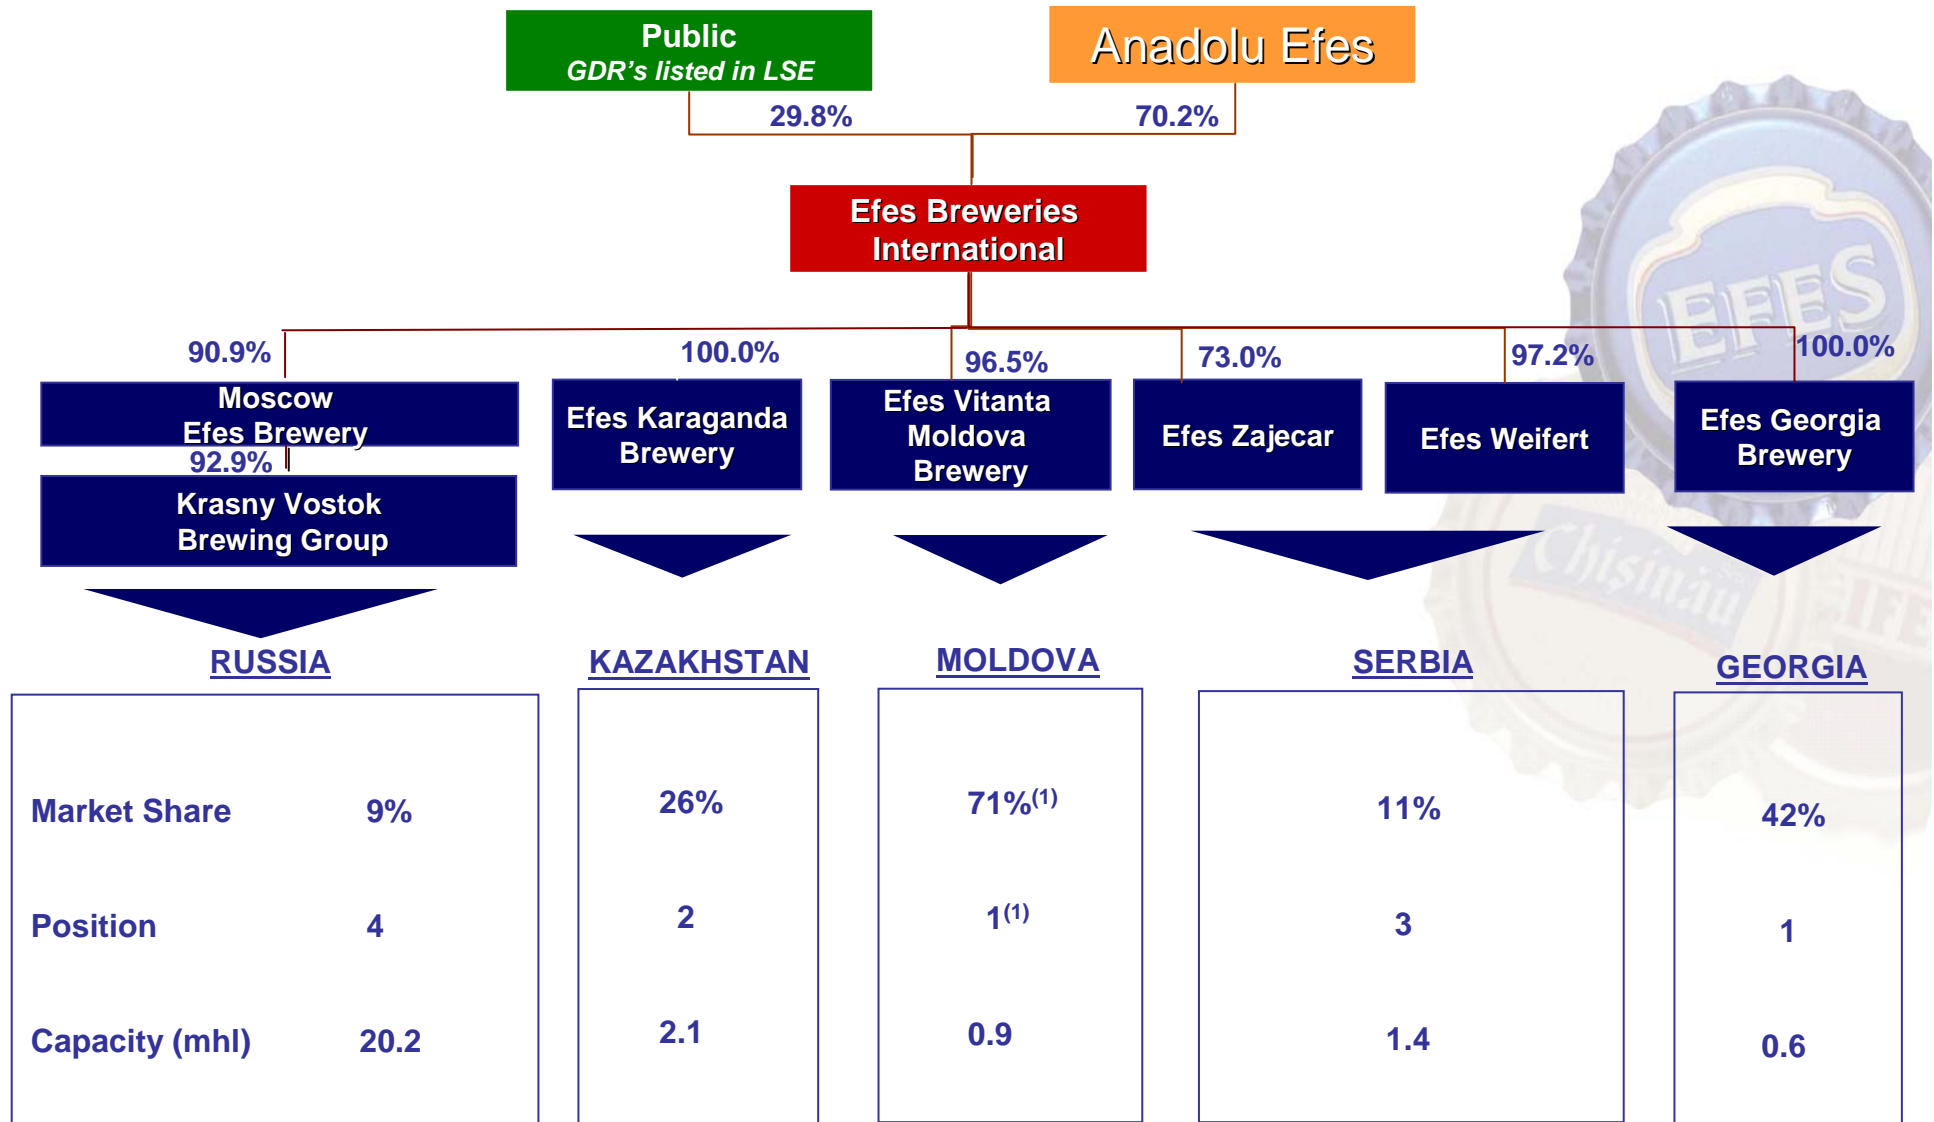 Public
GDR's listed in LSE
Anadolu Efes
29.8%
70.2%
Efes Breweries
International
90.9%
100.0%
96.5%
73.0%
97.2%
100.0%
Moscow
Efes Brewery
92.9%
Krasny Vostok
Brewing Group
Efes Karaganda
Brewery
Efes Vitanta
Moldova
Brewery
Efes Zajecar
Efes Weifert
Efes Georgia
Brewery
EFES
Chişinău
RUSSIA
KAZAKHSTAN
MOLDOVA
SERBIA
GEORGIA
Market Share 9% 26% 71%(1) 11% 42%
Position 4 2 1(1) 3 1
Capacity (mhl) 20.2 2.1 0.9 1.4 0.6